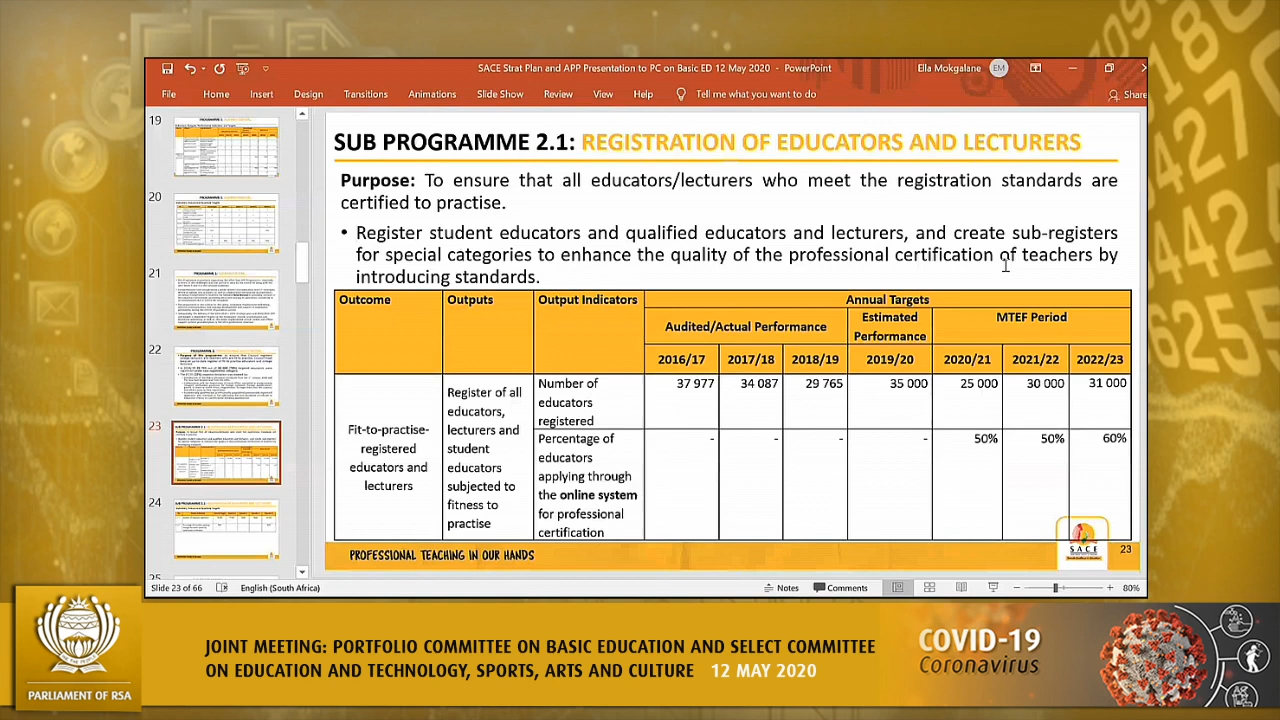 SACE Strat Plan and APP Presentation to PC on Basic ED 12 May 2020 - PowerPoint
Ella Mokgalane EM
File Home Insert Design Transitions Animations Slide Show Review View Help Tell me what you want to do Share
19
20
21
22
23
24
SUB PROGRAMME 2.1: REGISTRATION OF EDUCATORS AND LECTURERS
Purpose: To ensure that all educators/lecturers who meet the registration standards are
certified to practise.
• Register student educators and qualified educators and lectures, and create sub-registers
for special categories to enhance the quality of the professional certification of teachers by
introducing standards.
Outcome Outputs Output Indicators Annual Targets
Audited/Actual Performance
Estimated
Performance
MTEF Period
2016/17 2017/18 2018/19 2019/20 2020/21 2021/22 2022/23
Fit-to-practise-
registered
educators and
lecturers
Register of all
educators,
lecturers and
student
educators
subjected to
fitness to
practise
Number of
educators
registered
37 977 34 087 29 765 25 000 30 000 31 000
Percentage of
educators
applying through
the online system
for professional
certification
- - - 50% 50% 60%
PROFESSIONAL TEACHING IN OUR HANDS
SACE
23
Slide 23 of 66 English (South Africa) Notes Comments 80%
PARLIAMENT OF RSA
JOINT MEETING: PORTFOLIO COMMITTEE ON BASIC EDUCATION AND SELECT COMMITTEE
ON EDUCATION AND TECHNOLOGY, SPORTS, ARTS AND CULTURE 12 MAY 2020
COVID-19
Coronavirus